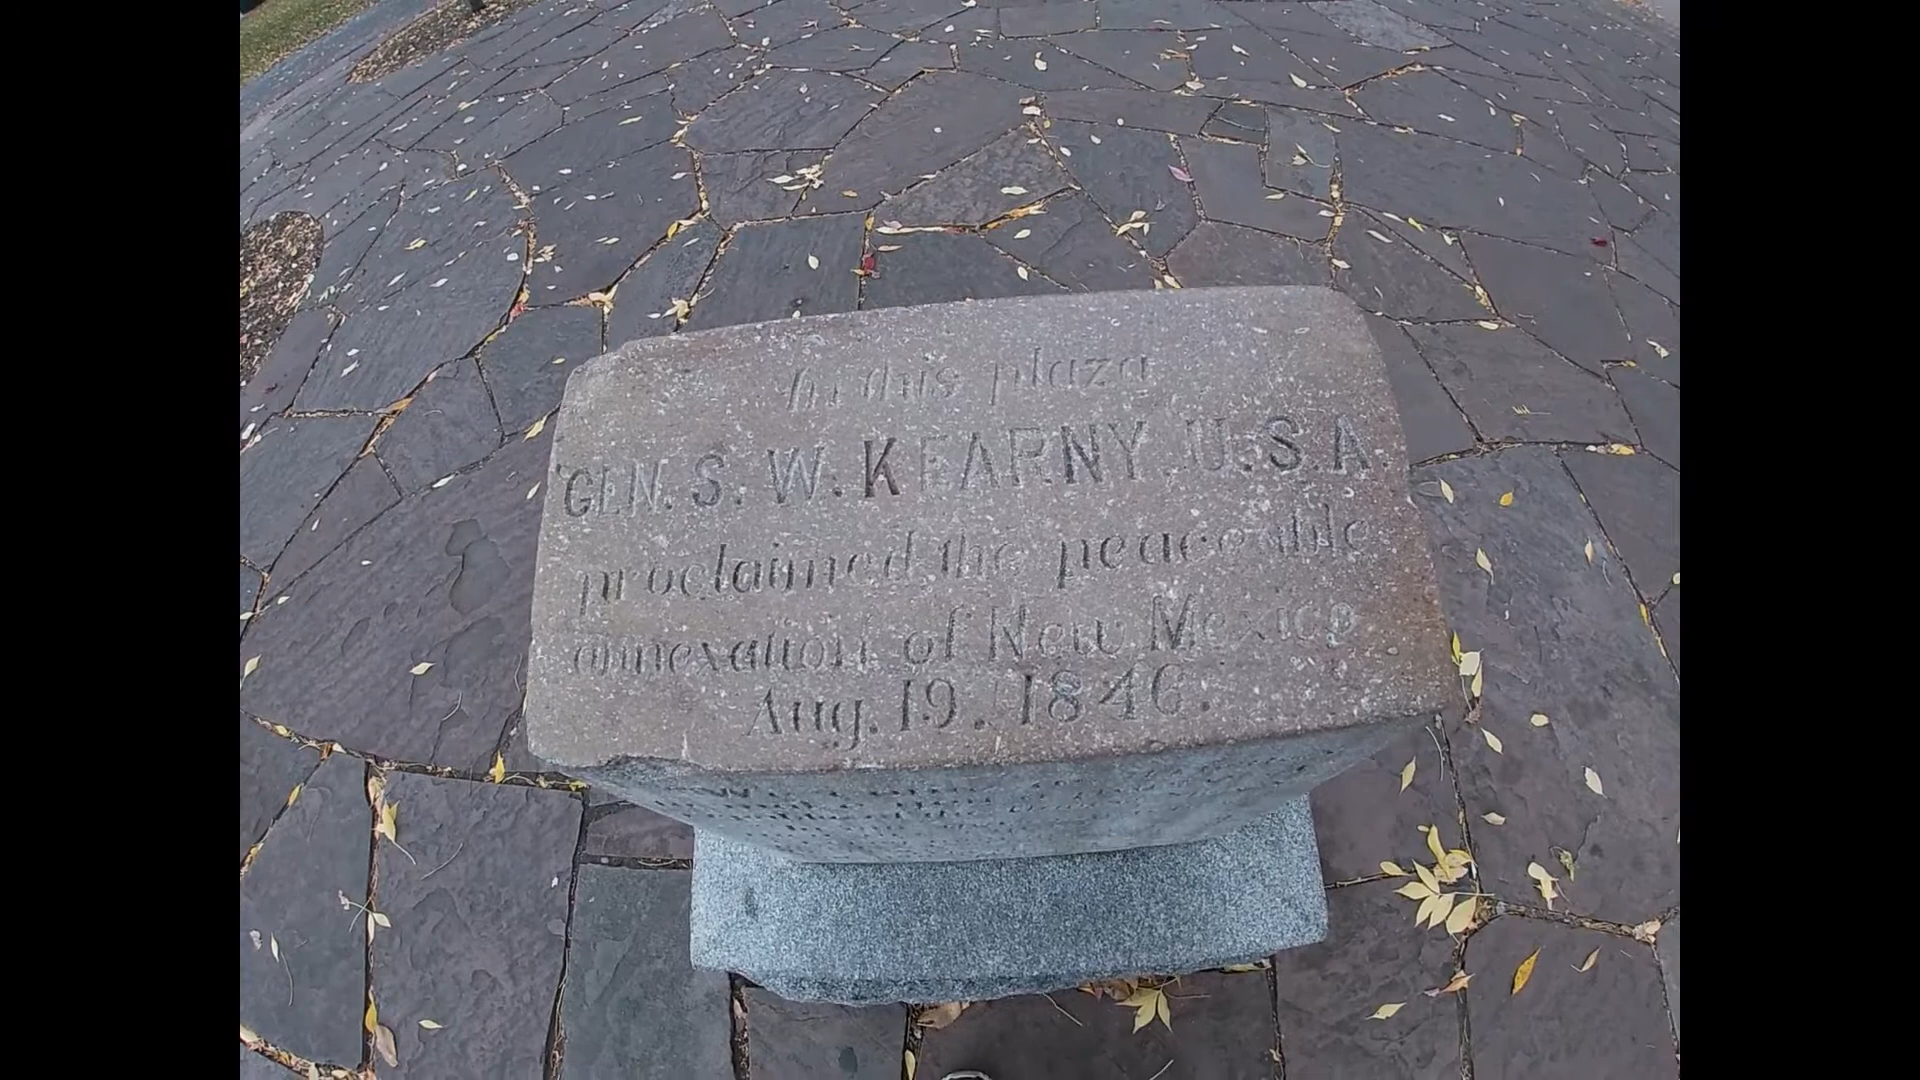 In this plaza
GEN. S. W. KEARNY. U.S.A.
proclaimed the peaceable
annexation of New Mexico
Aug. 19. 1846.